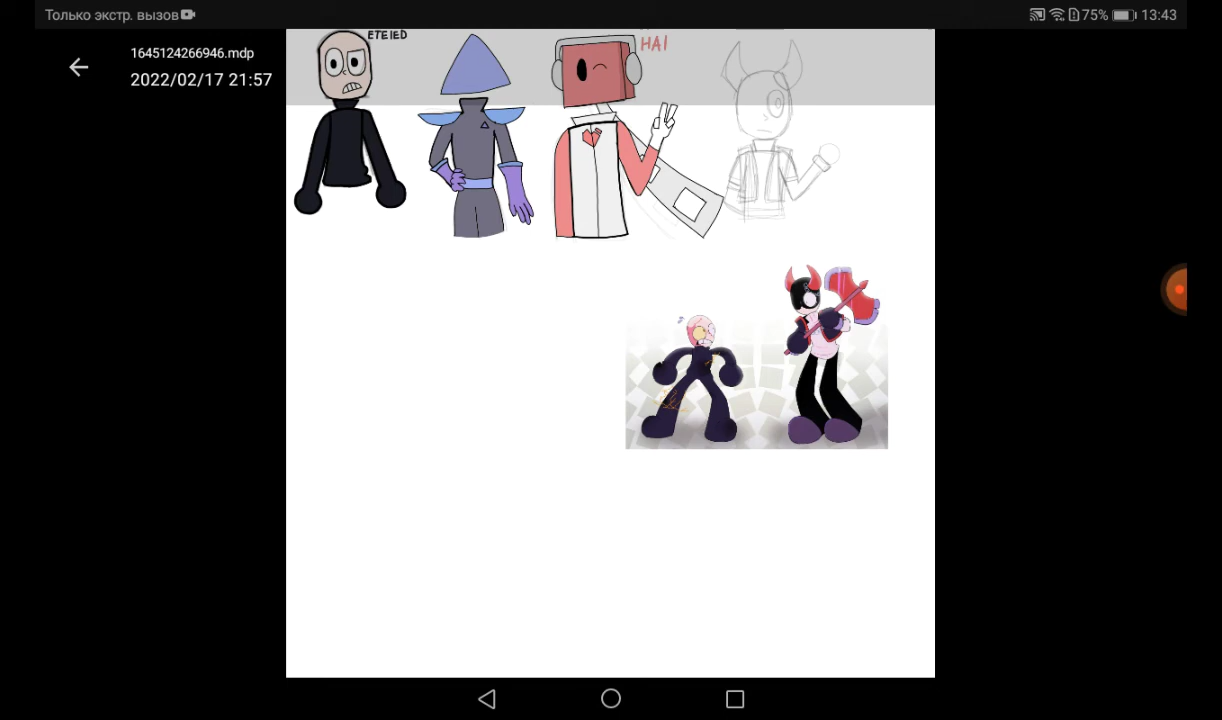 Только экстр. вызов
75% 13:43
1645124266946.mdp
2022/02/17 21:57
ETEIED
HAI